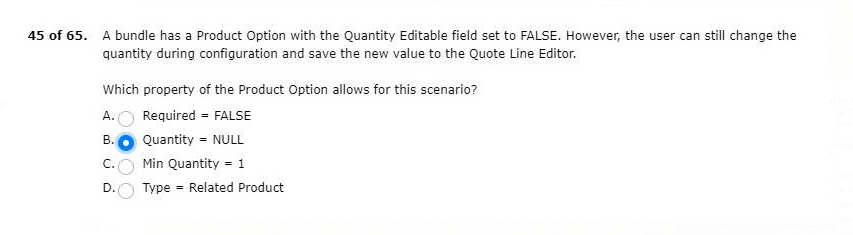 45 of 65. A bundle has a Product Option with the Quantity Editable field set to FALSE. However, the user can still change the
quantity during configuration and save the new value to the Quote Line Editor.
Which property of the Product Option allows for this scenario?
A. Required = FALSE
B. Quantity = NULL
C. Min Quantity = 1
D. Type = Related Product